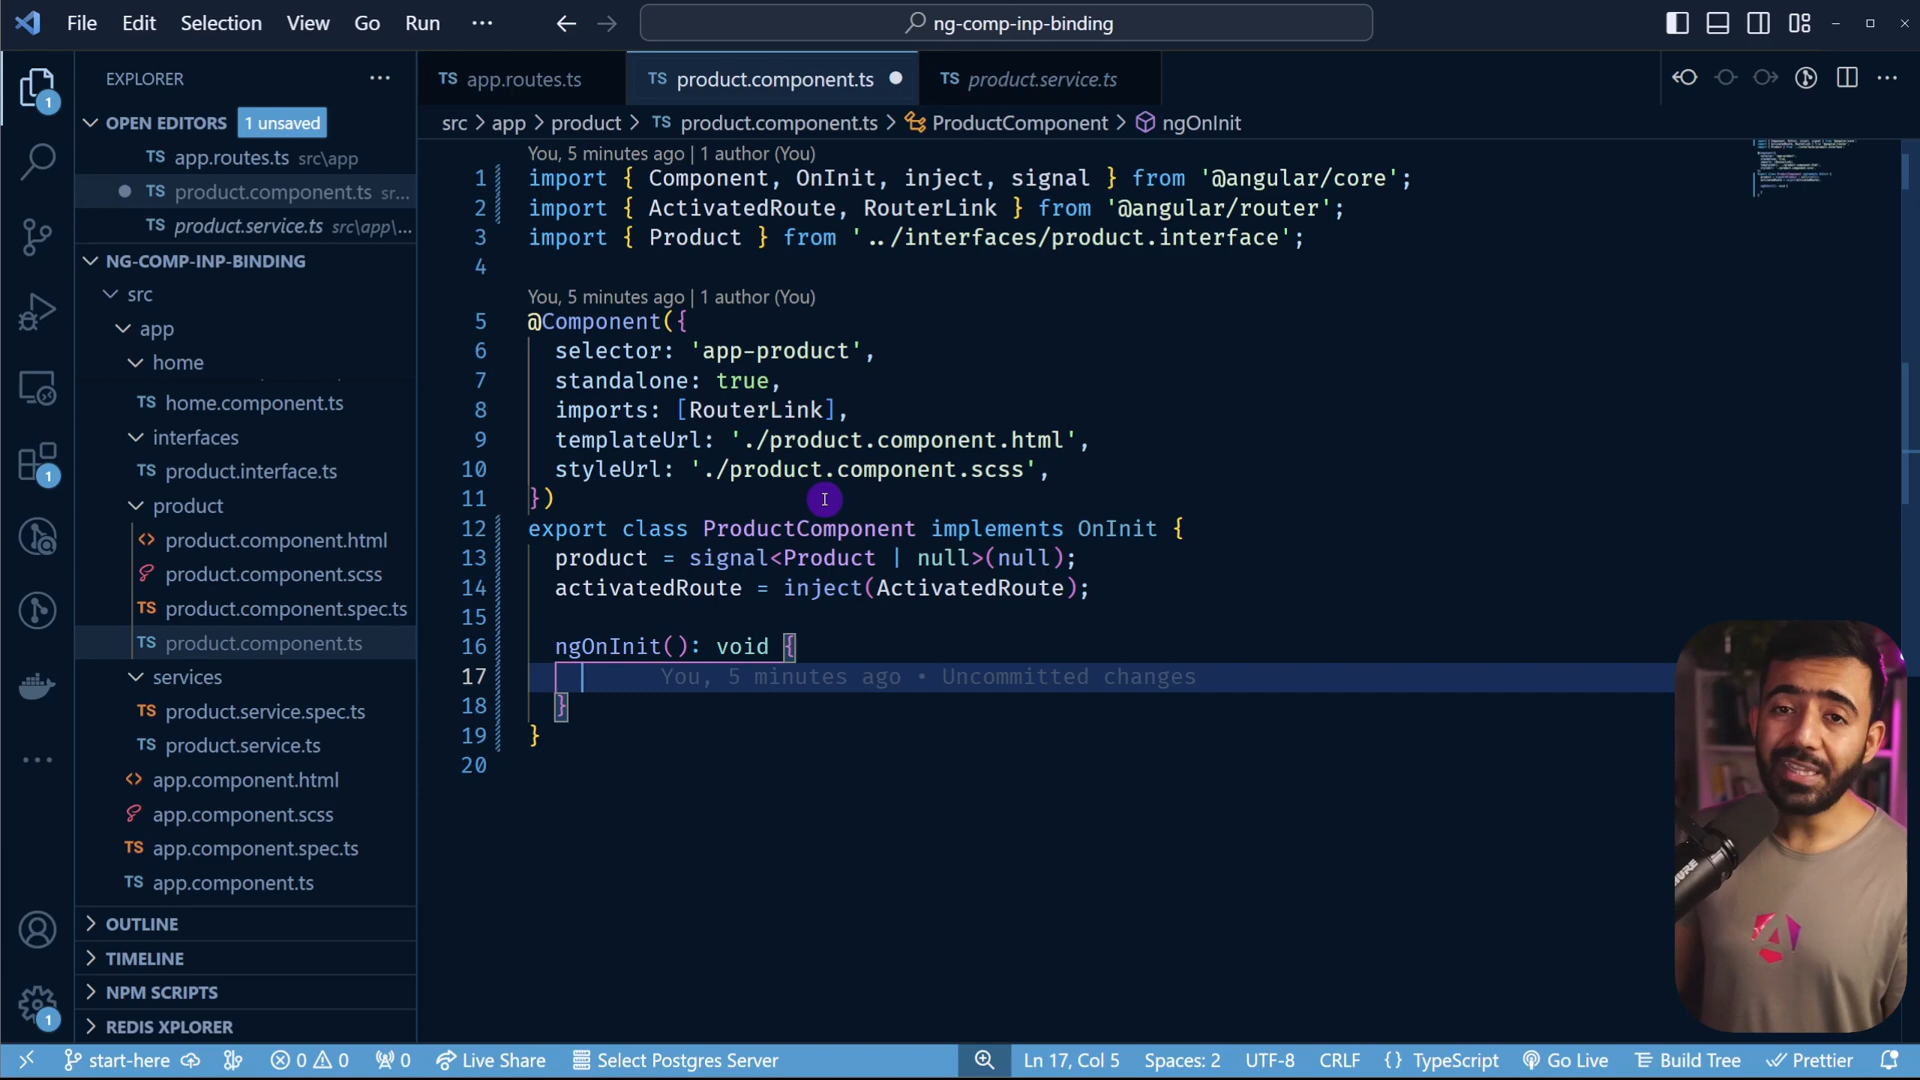 File Edit Selection View Go Run ... ng-comp-inp-binding
EXPLORER
OPEN EDITORS 1 unsaved
TS app.routes.ts src\app
TS product.component.ts sr...
TS product.service.ts src\app\...
NG-COMP-INP-BINDING
src
app
home
TS home.component.ts
interfaces
TS product.interface.ts
product
<> product.component.html
product.component.scss
TS product.component.spec.ts
TS product.component.ts
services
TS product.service.spec.ts
TS product.service.ts
<> app.component.html
app.component.scss
TS app.component.spec.ts
TS app.component.ts
OUTLINE
TIMELINE
NPM SCRIPTS
REDIS XPLORER
1
1
1
TS app.routes.ts TS product.component.ts TS product.service.ts
src > app > product > TS product.component.ts > ProductComponent > ngOnInit
You, 5 minutes ago | 1 author (You)
1 import { Component, OnInit, inject, signal } from '@angular/core';
2 import { ActivatedRoute, RouterLink } from '@angular/router';
3 import { Product } from '../interfaces/product.interface';
4
You, 5 minutes ago | 1 author (You)
5 @Component({
6 selector: 'app-product',
7 standalone: true,
8 imports: [RouterLink],
9 templateUrl: './product.component.html',
10 styleUrl: './product.component.scss',
11 })
12 export class ProductComponent implements OnInit {
13 product = signal<Product | null>(null);
14 activatedRoute = inject(ActivatedRoute);
15
16 ngOnInit(): void {
17 You, 5 minutes ago • Uncommitted changes
18 }
19 }
20
SHURE
start-here 0 0 0 Live Share Select Postgres Server Ln 17, Col 5 Spaces: 2 UTF-8 CRLF {} TypeScript Go Live Build Tree Prettier